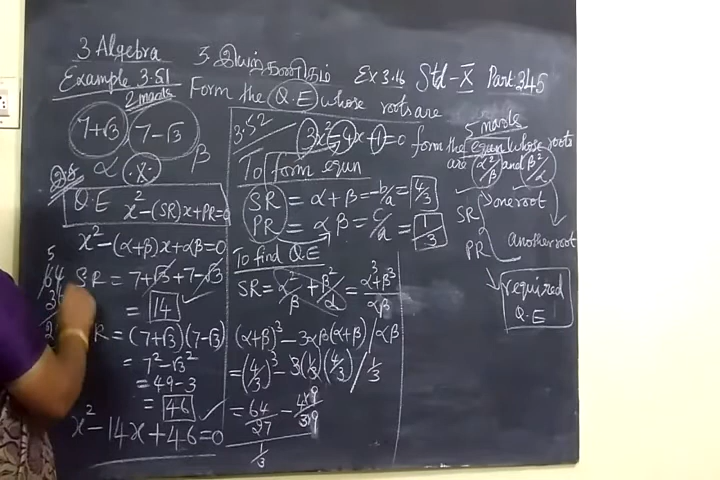 3 Algebra 3. இயற்கணிதம் Ex 3.16 Std-X Part 345
Example 3.51
2 marks
Form the Q.E whose roots are
7+√3 7-√3
α β
Q.E x²-(SR)x+PR=0
x²-(α+β)x+αβ=0
SR = 7+√3+7-√3
= 14
R = (7+√3)(7-√3)
= 7²-√3²
= 49-3
= 46
x²-14x+46=0
5
64
3.52
3x²-4x+1=0 form the equn whose roots
5 marks
are α²/β and β²/α
To form equn
SR = α+β = -b/a = 4/3
PR = αβ = c/a = 1/3
To find Q.E
SR = α²/β + β²/α = α³+β³/αβ
(α+β)³-3αβ(α+β)/αβ
= (4/3)³-3(1/3)(4/3)/1/3
= 64/27 - 4×9/3×9
1/3
SR one root
PR another root
required
Q.E